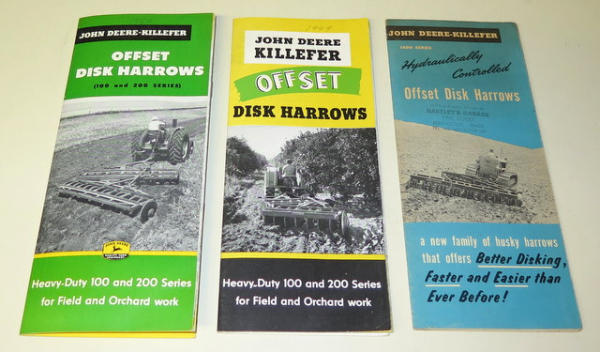 JOHN DEERE-KILLEFER
OFFSET
DISK HARROWS
(100 and 200 SERIES)
JOHN DEERE
Heavy-Duty 100 and 200 Series
for Field and Orchard work
JOHN DEERE
KILLEFER
OFFSET
DISK HARROWS
Heavy-Duty 100 and 200 Series
for Field and Orchard work
JOHN DEERE-KILLEFER
SERIES
Hydraulically
Controlled
Offset Disk Harrows
a new family of husky harrows
that offers Better Disking,
Faster and Easier than
Ever Before!